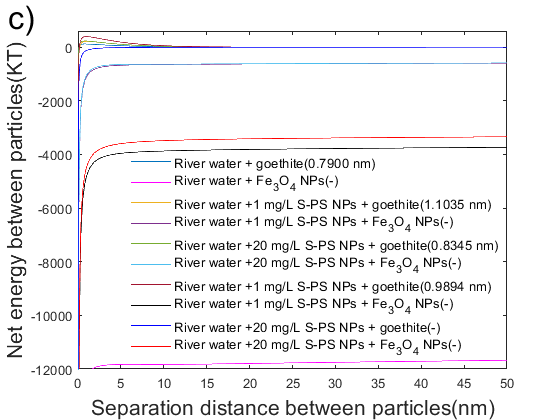 c)
Net energy between particles(KT)
0
-2000
-4000
-6000
-8000
-10000
-12000
River water + goethite(0.7900 nm)
River water + Fe3O4 NPs(-)
River water +1 mg/L S-PS NPs + goethite(1.1035 nm)
River water +1 mg/L S-PS NPs + Fe3O4 NPs(-)
River water +20 mg/L S-PS NPs + goethite(0.8345 nm)
River water +20 mg/L S-PS NPs + Fe3O4 NPs(-)
River water +1 mg/L S-PS NPs + goethite(0.9894 nm)
River water +1 mg/L S-PS NPs + Fe3O4 NPs(-)
River water +20 mg/L S-PS NPs + goethite(-)
River water +20 mg/L S-PS NPs + Fe3O4 NPs(-)
0 5 10 15 20 25 30 35 40 45 50
Separation distance between particles(nm)